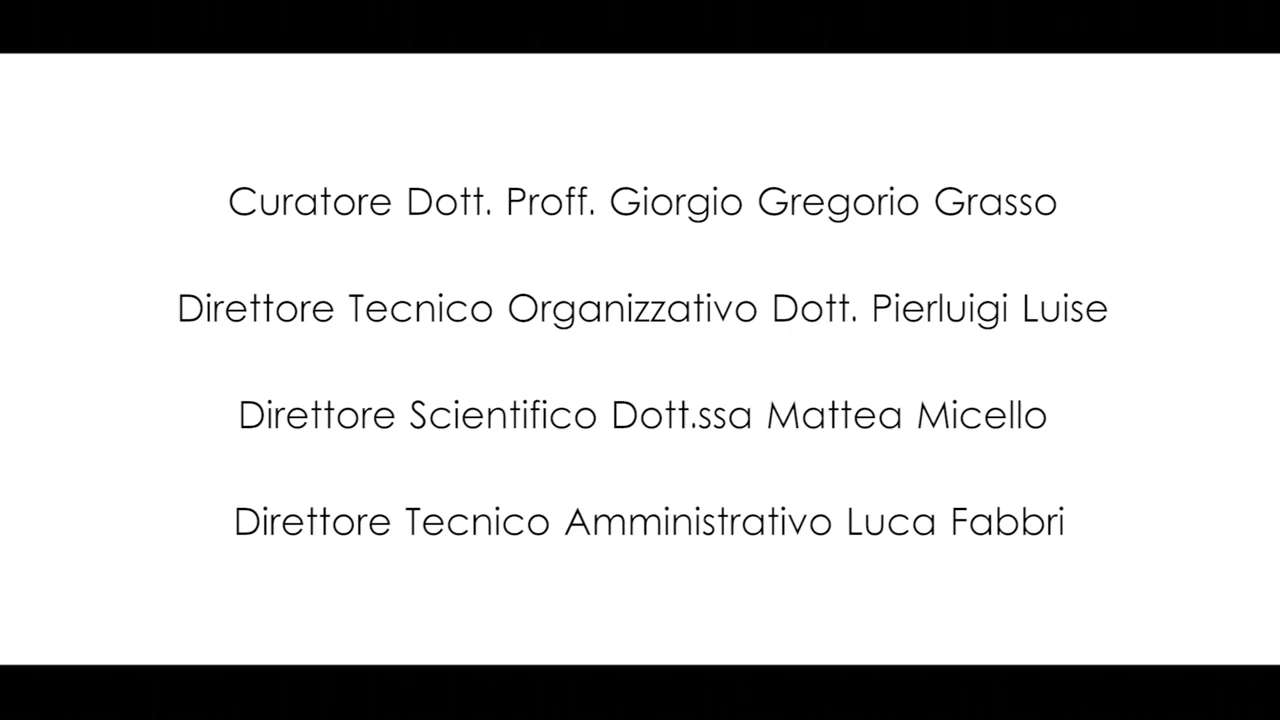 Curatore Dott. Proff. Giorgio Gregorio Grasso
Direttore Tecnico Organizzativo Dott. Pierluigi Luise
Direttore Scientifico Dott.ssa Mattea Micello
Direttore Tecnico Amministrativo Luca Fabbri